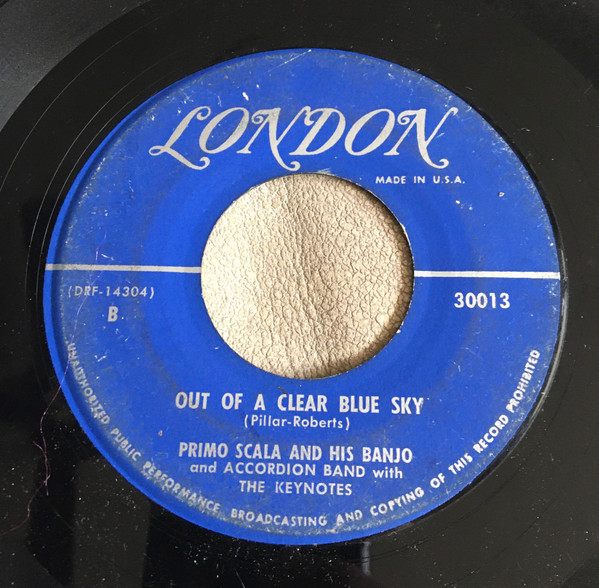 LONDON
MADE IN U.S.A.
(DRF-14304)
B
30013
OUT OF A CLEAR BLUE SKY
(Pillar-Roberts)
PRIMO SCALA AND HIS BANJO
and ACCORDION BAND with
THE KEYNOTES
UNAUTHORIZED PUBLIC PERFORMANCE, BROADCASTING AND COPYING OF THIS RECORD PROHIBITED